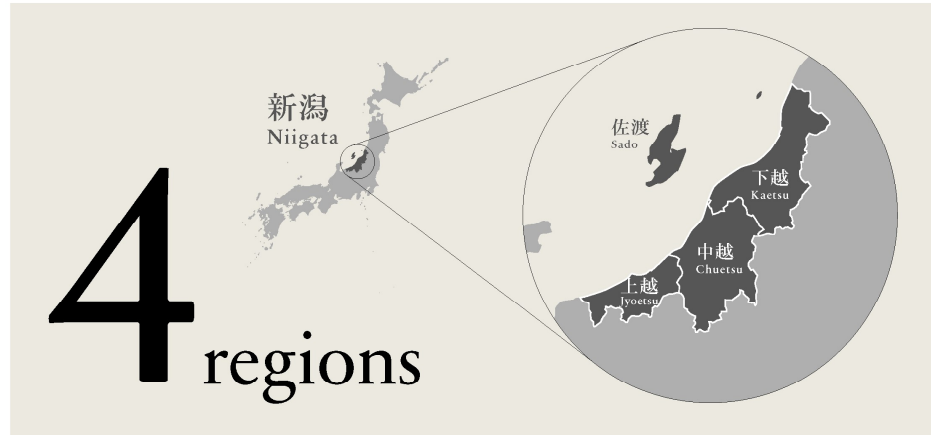 新潟
Niigata
4 regions
佐渡
Sado
下越
Kaetsu
中越
Chuetsu
上越
Jyoetsu